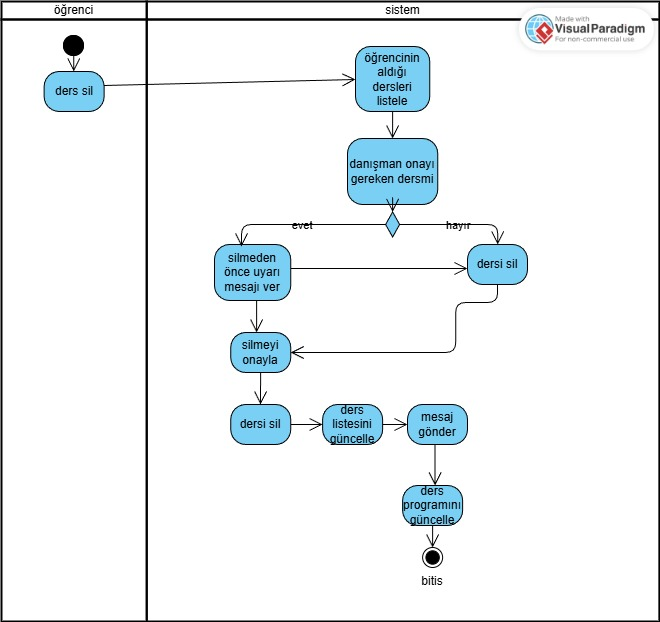 öğrenci
sistem
Made with
VisualParadigm
For non-commercial use
ders sil
öğrencinin
aldığı
dersleri
listele
danışman onayı
gereken dersmi
evet
hayır
silmeden
önce uyarı
mesajı ver
dersi sil
silmeyi
onayla
dersi sil
ders
listesini
güncelle
mesaj
gönder
ders
programını
güncelle
bitis